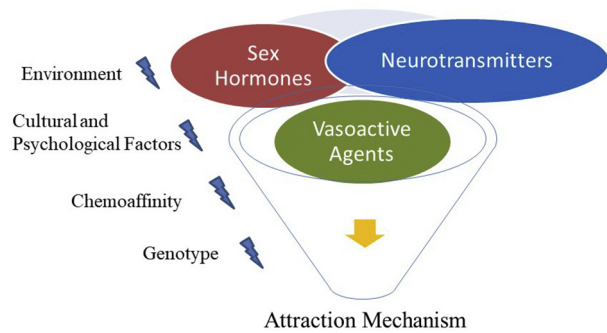 Sex
Hormones
Neurotransmitters
Environment
Vasoactive
Agents
Cultural and
Psychological Factors
Chemoaffinity
Genotype
Attraction Mechanism